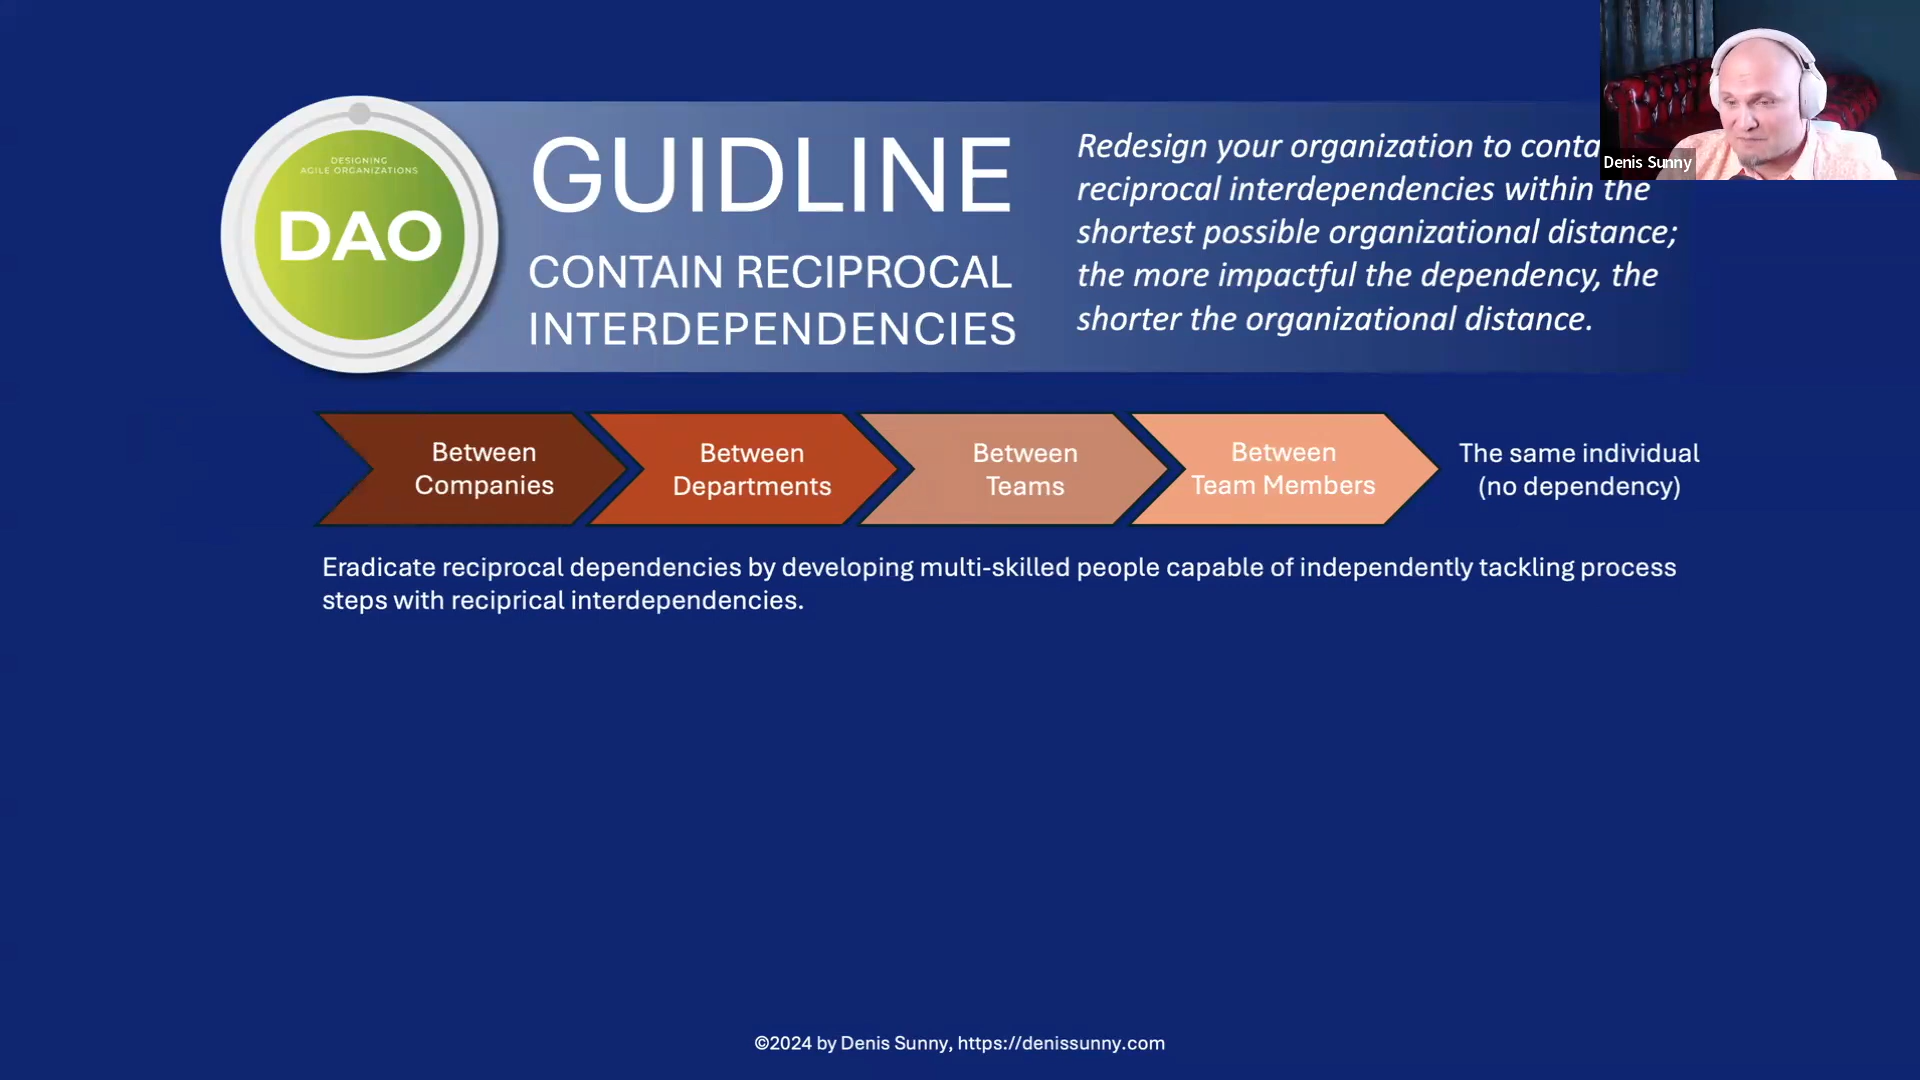 DESIGNING
AGILE ORGANIZATIONS
DAO
GUIDLINE
CONTAIN RECIPROCAL
INTERDEPENDENCIES
Redesign your organization to
reciprocal interdependencies within the
shortest possible organizational distance;
the more impactful the dependency, the
shorter the organizational distance.
Denis Sunny
Between
Companies
Between
Departments
Between
Teams
Between
Team Members
The same individual
(no dependency)
Eradicate reciprocal dependencies by developing multi-skilled people capable of independently tackling process
steps with reciprical interdependencies.
©2024 by Denis Sunny, https://denissunny.com